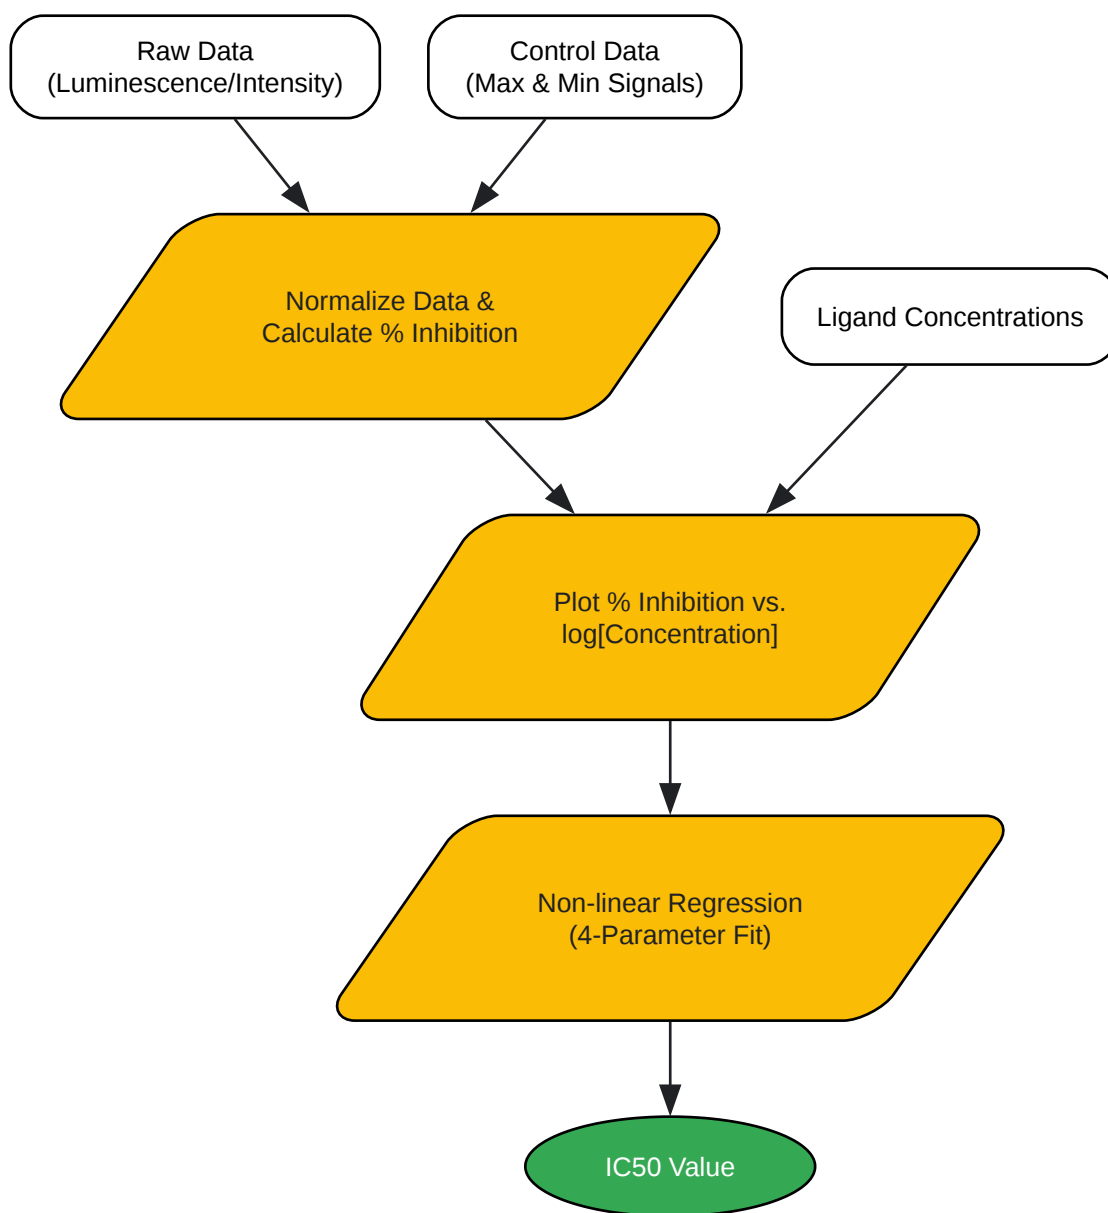 Raw Data
(Luminescence/Intensity)
Control Data
(Max & Min Signals)
Normalize Data &
Calculate % Inhibition
Ligand Concentrations
Plot % Inhibition vs.
log[Concentration]
Non-linear Regression
(4-Parameter Fit)
IC50 Value